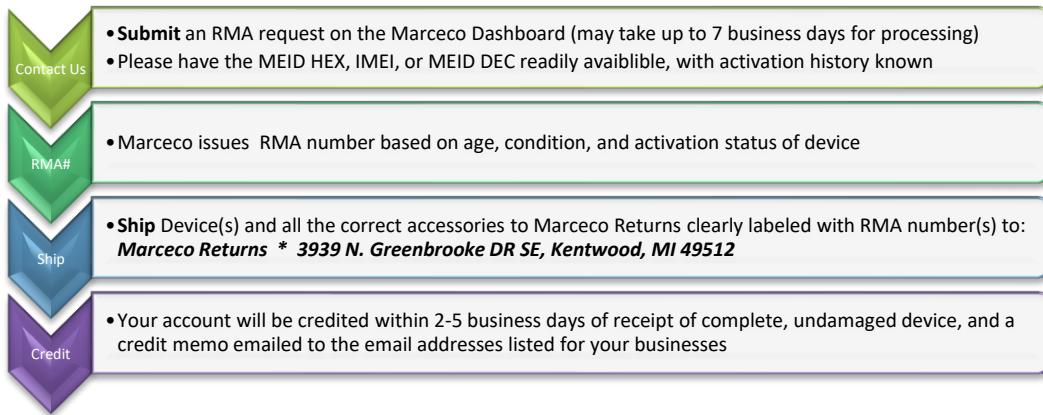 Contact Us
•Submit an RMA request on the Marceco Dashboard (may take up to 7 business days for processing)
•Please have the MEID HEX, IMEI, or MEID DEC readily avaiblible, with activation history known
RMA#
•Marceco issues  RMA number based on age, condition, and activation status of device
Ship
•Ship Device(s) and all the correct accessories to Marceco Returns clearly labeled with RMA number(s) to:
Marceco Returns  *  3939 N. Greenbrooke DR SE, Kentwood, MI 49512
Credit
•Your account will be credited within 2-5 business days of receipt of complete, undamaged device, and a
credit memo emailed to the email addresses listed for your businesses